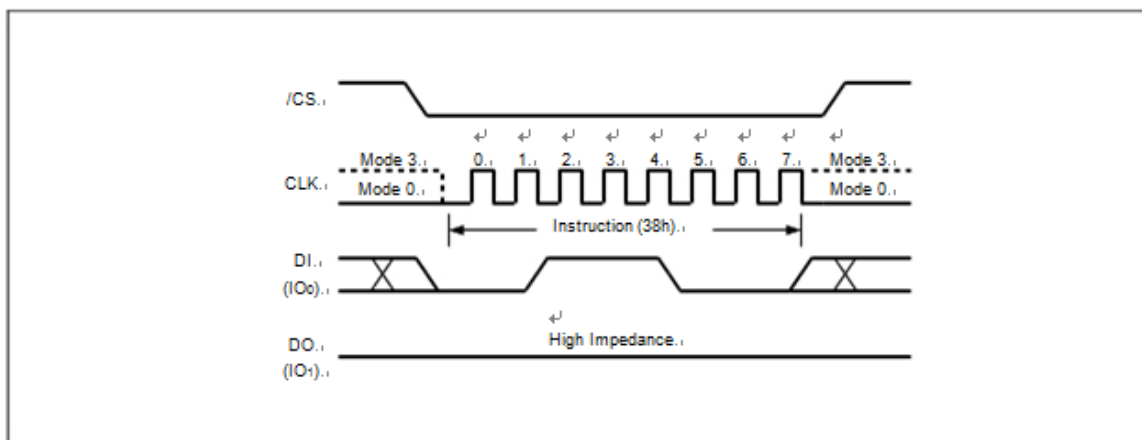 /CS.
Mode 3. 0. 1. 2. 3. 4. 5. 6. 7. Mode 3.
CLK. Mode 0. Mode 0.
Instruction (38h).
DI.
(IO₀).
High Impedance.
DO.
(IO₁).